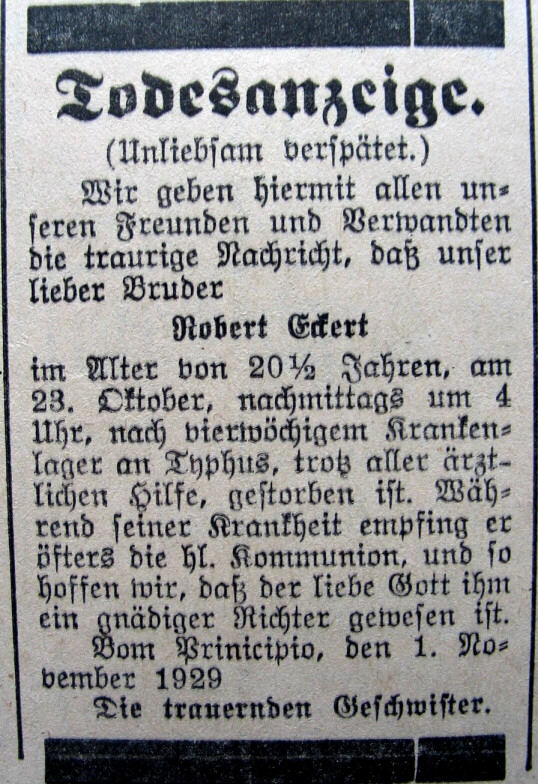 Todesanzeige.
(Unliebsam verspätet.)
Wir geben hiermit allen un-
seren Freunden und Verwandten
die traurige Nachricht, daß unser
lieber Bruder
Robert Eckert
im Alter von 20½ Jahren, am
23. Oktober, nachmittags um 4
Uhr, nach vierwöchigem Kranken-
lager an Typhus, trotz aller ärzt-
lichen Hilfe, gestorben ist. Wäh-
rend seiner Krankheit empfing er
öfters die hl. Kommunion, und so
hoffen wir, daß der liebe Gott ihm
ein gnädiger Richter gewesen ist.
Bom Prinicipio, den 1. No-
vember 1929
Die trauernden Geschwister.